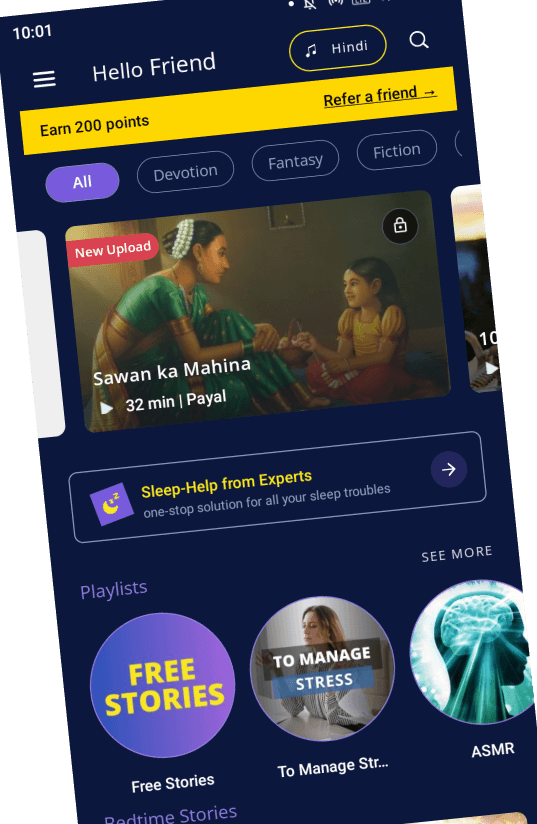 10:01
Hello Friend
Hindi
Earn 200 points
Refer a friend →
All
Devotion
Fantasy
Fiction
New Upload
Sawan ka Mahina
32 min | Payal
10
Sleep-Help from Experts
one-stop solution for all your sleep troubles
SEE MORE
Playlists
FREE
STORIES
TO MANAGE
STRESS
Free Stories
To Manage Str...
ASMR
Bedtime Stories